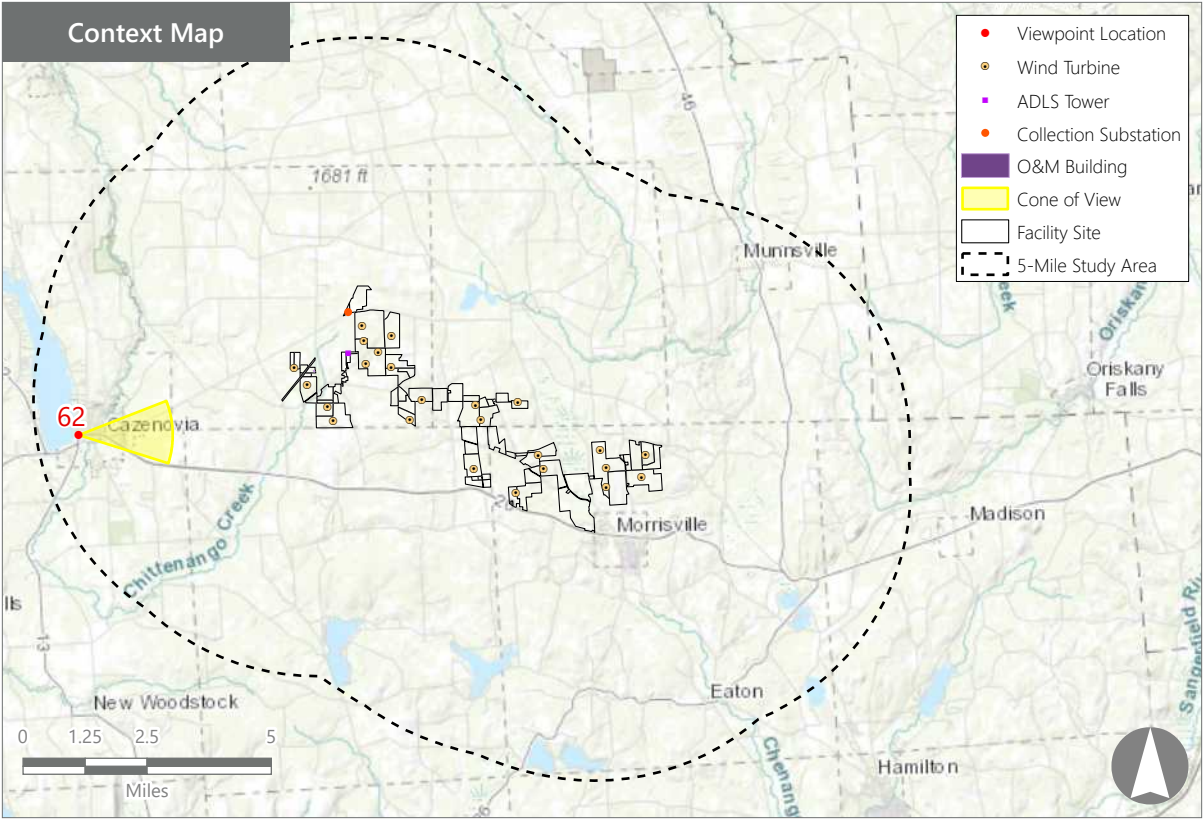 Context Map
Viewpoint Location
Wind Turbine
ADLS Tower
Collection Substation
O&M Building
Cone of View
Facility Site
5-Mile Study Area
46
1681 ft
Munnsville
Oriskany
Falls
62
Cazenovia
Chittenango Creek
Morrisville
Madison
13
New Woodstock
Eaton
Hamilton
0 1.25 2.5 5
Miles